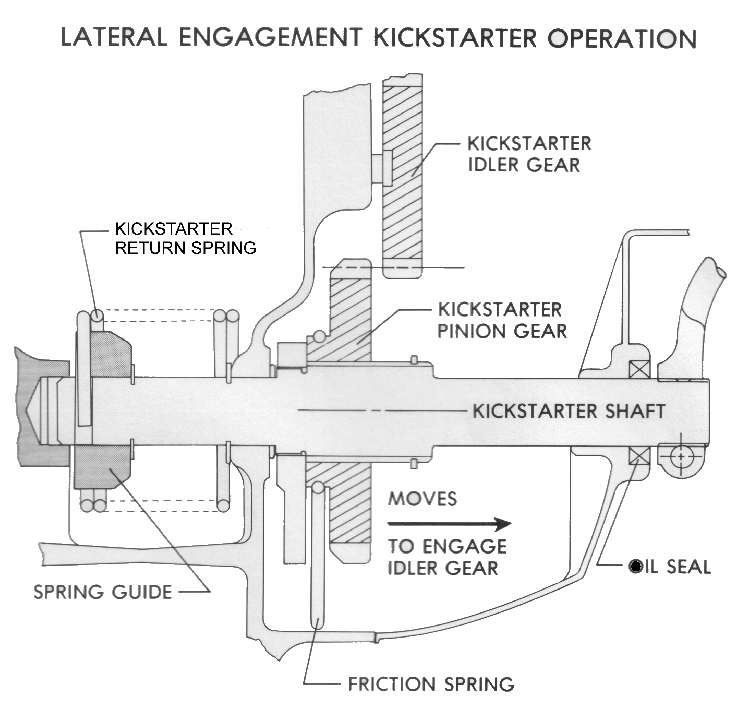 LATERAL ENGAGEMENT KICKSTARTER OPERATION
KICKSTARTER
IDLER GEAR
KICKSTARTER
RETURN SPRING
KICKSTARTER
PINION GEAR
KICKSTARTER SHAFT
MOVES
TO ENGAGE
IDLER GEAR
OIL SEAL
SPRING GUIDE
FRICTION SPRING